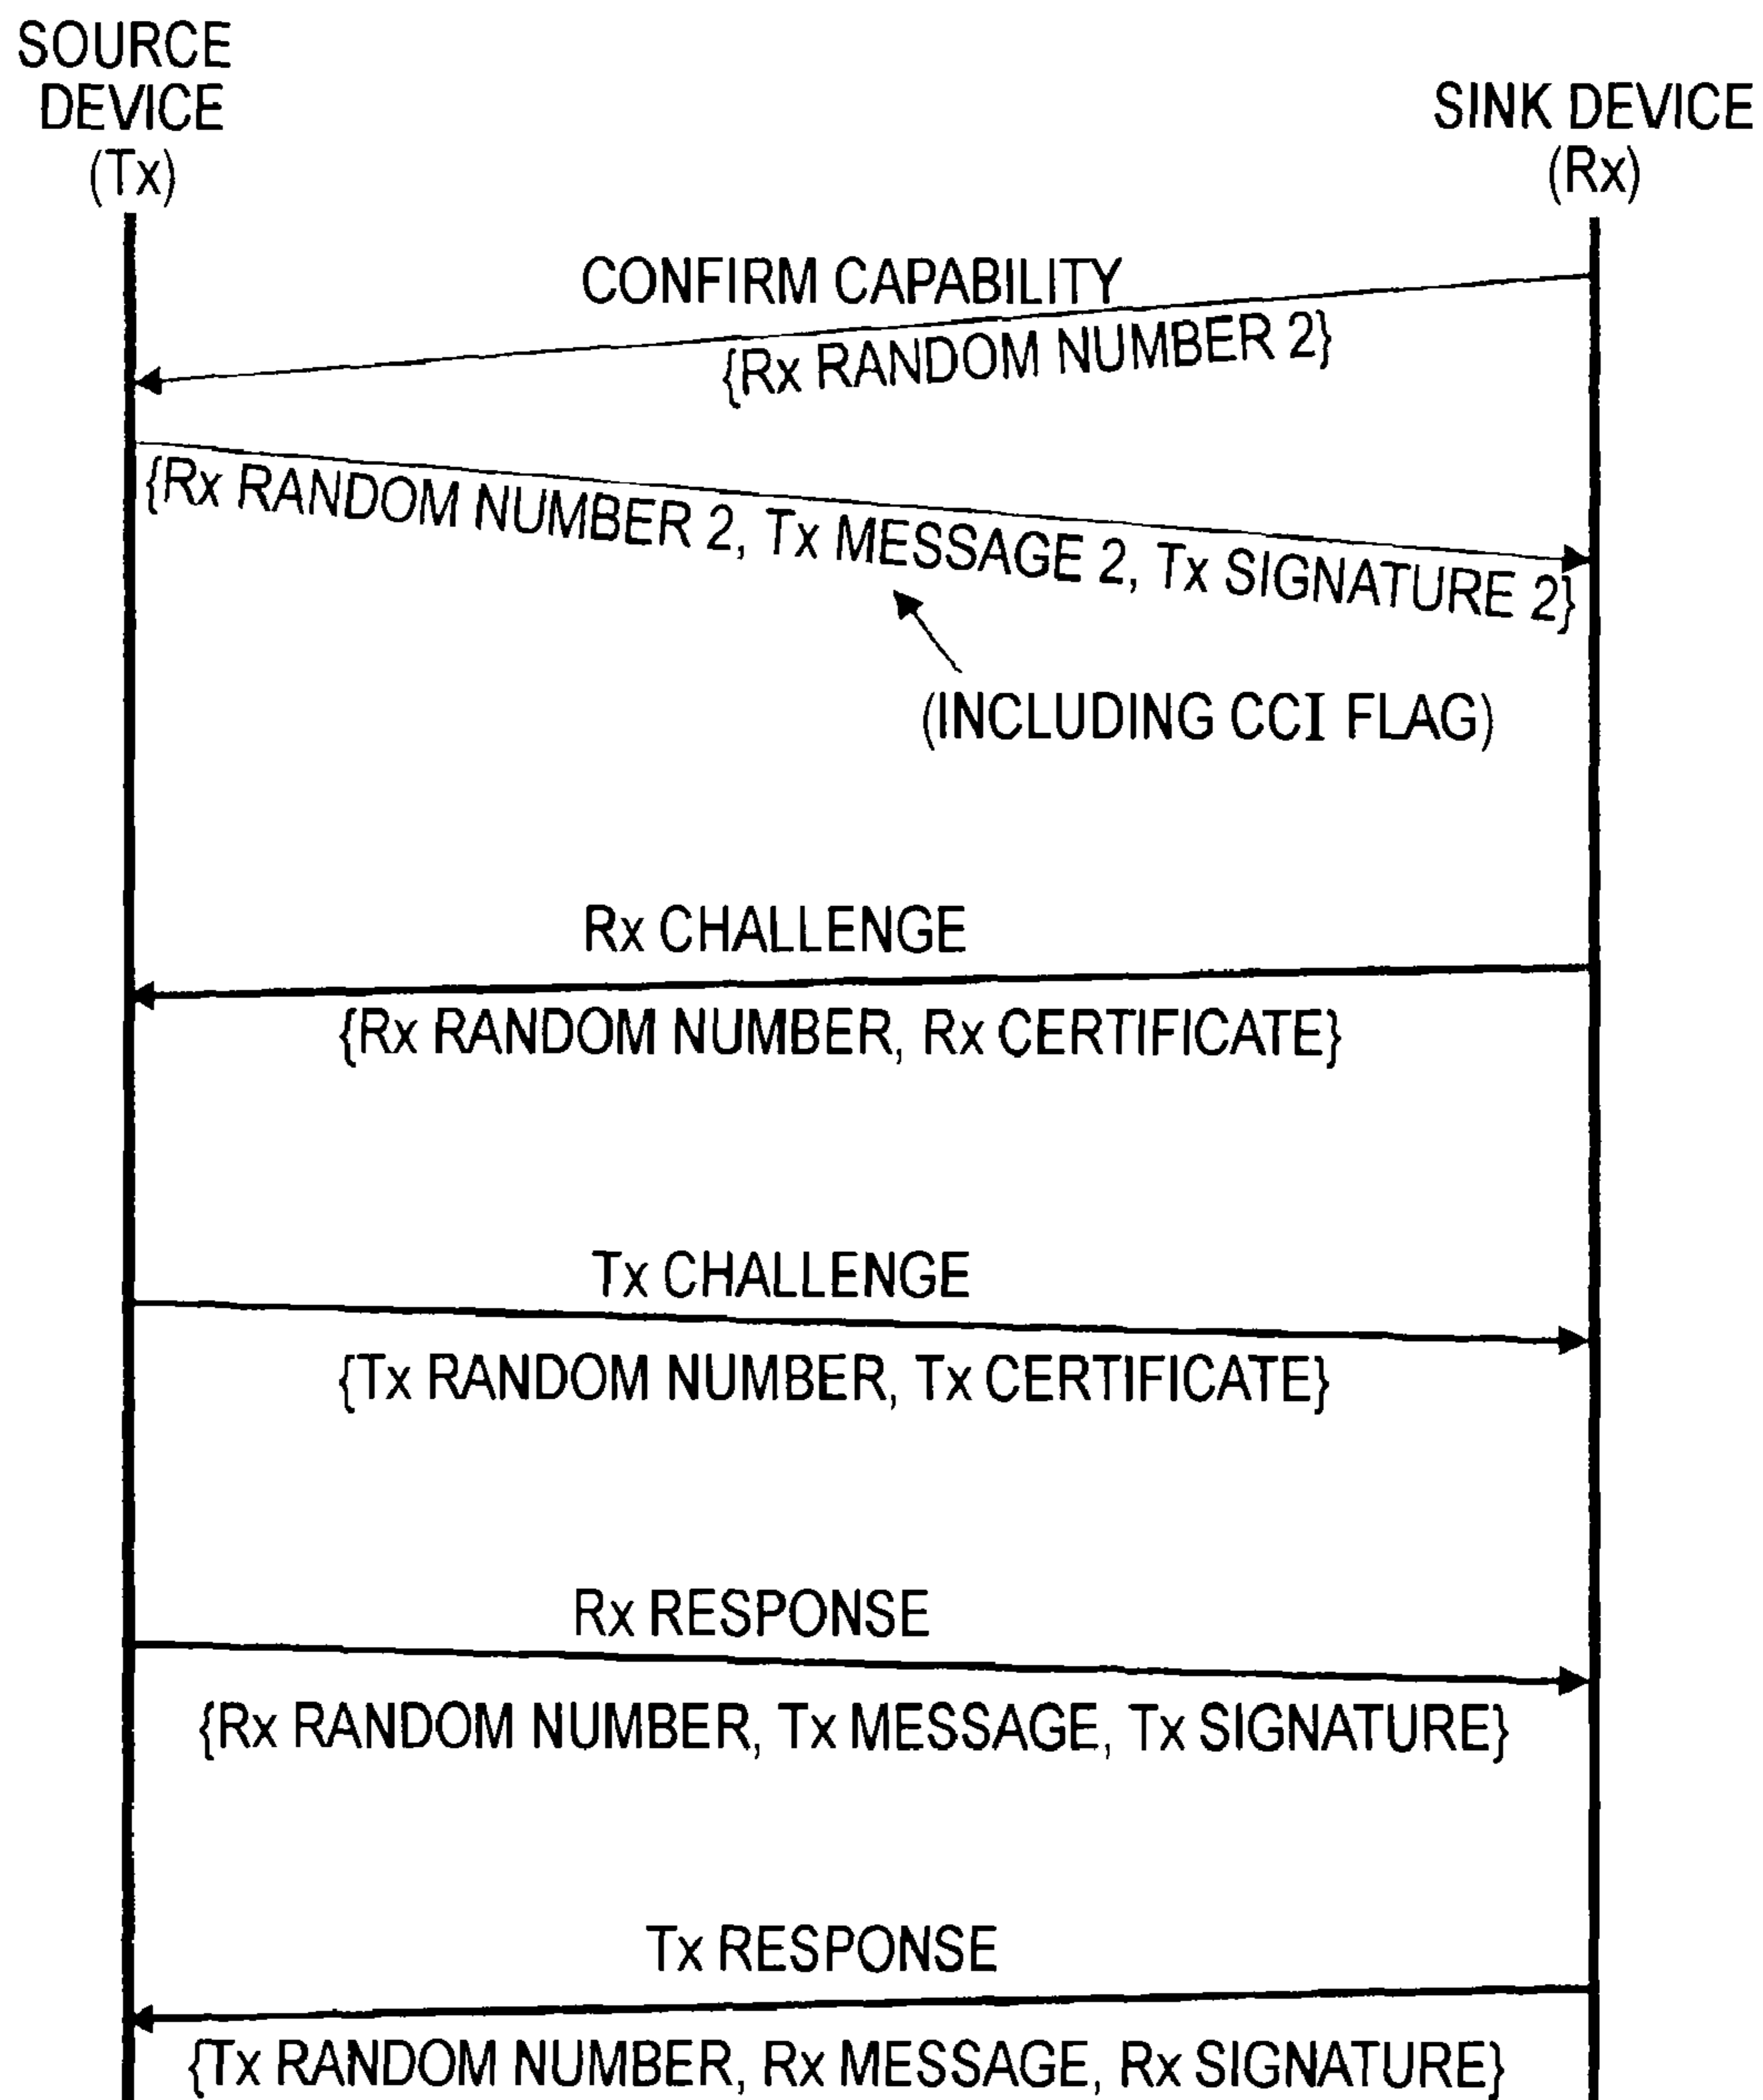 SOURCE
DEVICE
(Tx)
SINK DEVICE
(Rx)
CONFIRM CAPABILITY
{Rx RANDOM NUMBER 2}
{Rx RANDOM NUMBER 2, Tx MESSAGE 2, Tx SIGNATURE 2}
(INCLUDING CCI FLAG)
Rx CHALLENGE
{Rx RANDOM NUMBER, Rx CERTIFICATE}
Tx CHALLENGE
{Tx RANDOM NUMBER, Tx CERTIFICATE}
Rx RESPONSE
{Rx RANDOM NUMBER, Tx MESSAGE, Tx SIGNATURE}
Tx RESPONSE
{Tx RANDOM NUMBER, Rx MESSAGE, Rx SIGNATURE}